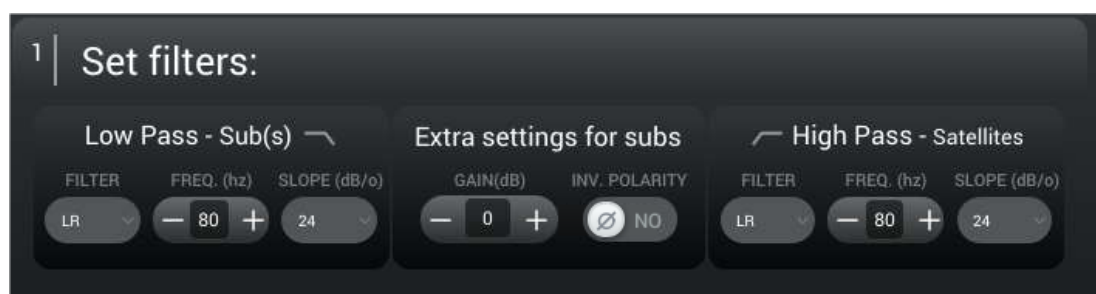 1 Set filters:
Low Pass - Sub(s) Extra settings for subs High Pass - Satellites
FILTER FREQ. (hz) SLOPE (dB/o) GAIN(dB) INV. POLARITY FILTER FREQ. (hz) SLOPE (dB/o)
LR − 80 + 24 − 0 + Ø NO LR − 80 + 24